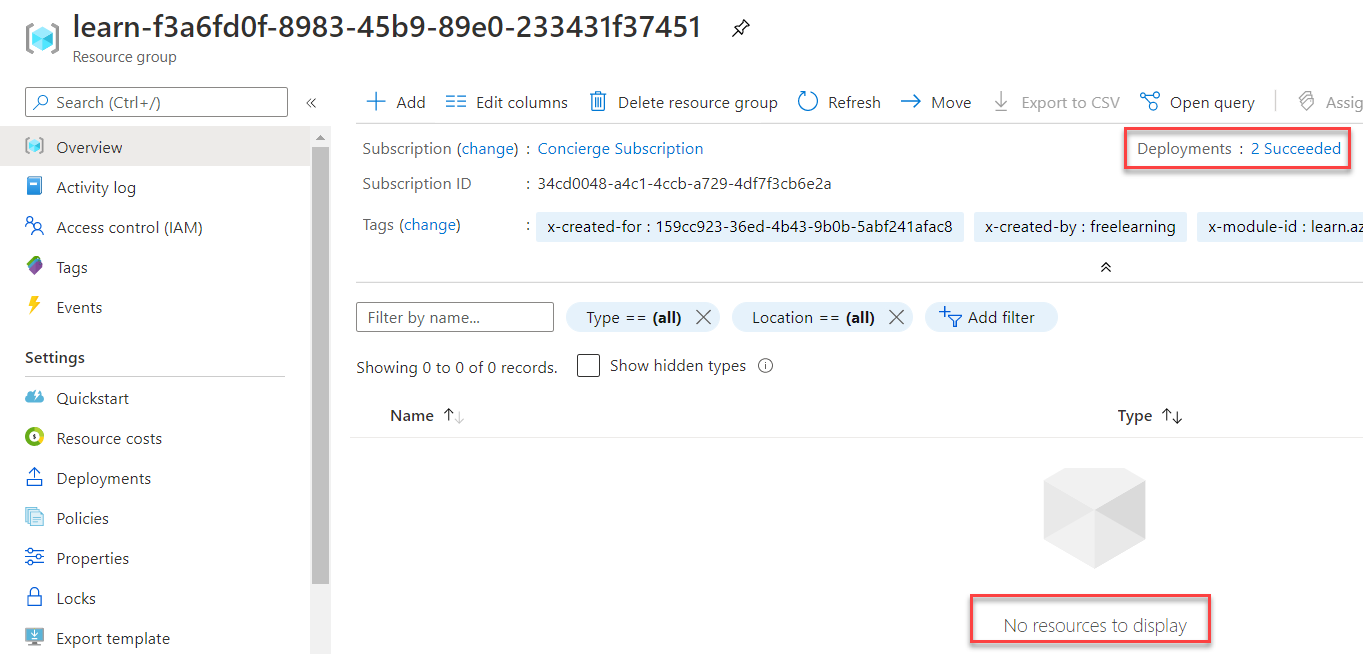 learn-f3a6fd0f-8983-45b9-89e0-233431f37451
Resource group
Search (Ctrl+/)
«
Overview
Activity log
Access control (IAM)
Tags
Events
Settings
Quickstart
Resource costs
Deployments
Policies
Properties
Locks
Export template
Add Edit columns Delete resource group Refresh Move Export to CSV Open query Assig
Subscription (change) : Concierge Subscription Deployments : 2 Succeeded
Subscription ID : 34cd0048-a4c1-4ccb-a729-4df7f3cb6e2a
Tags (change) : x-created-for : 159cc923-36ed-4b43-9b0b-5abf241afac8 x-created-by : freelearning x-module-id : learn.az
Filter by name... Type == (all) Location == (all) Add filter
Showing 0 to 0 of 0 records. Show hidden types
Name Type
No resources to display